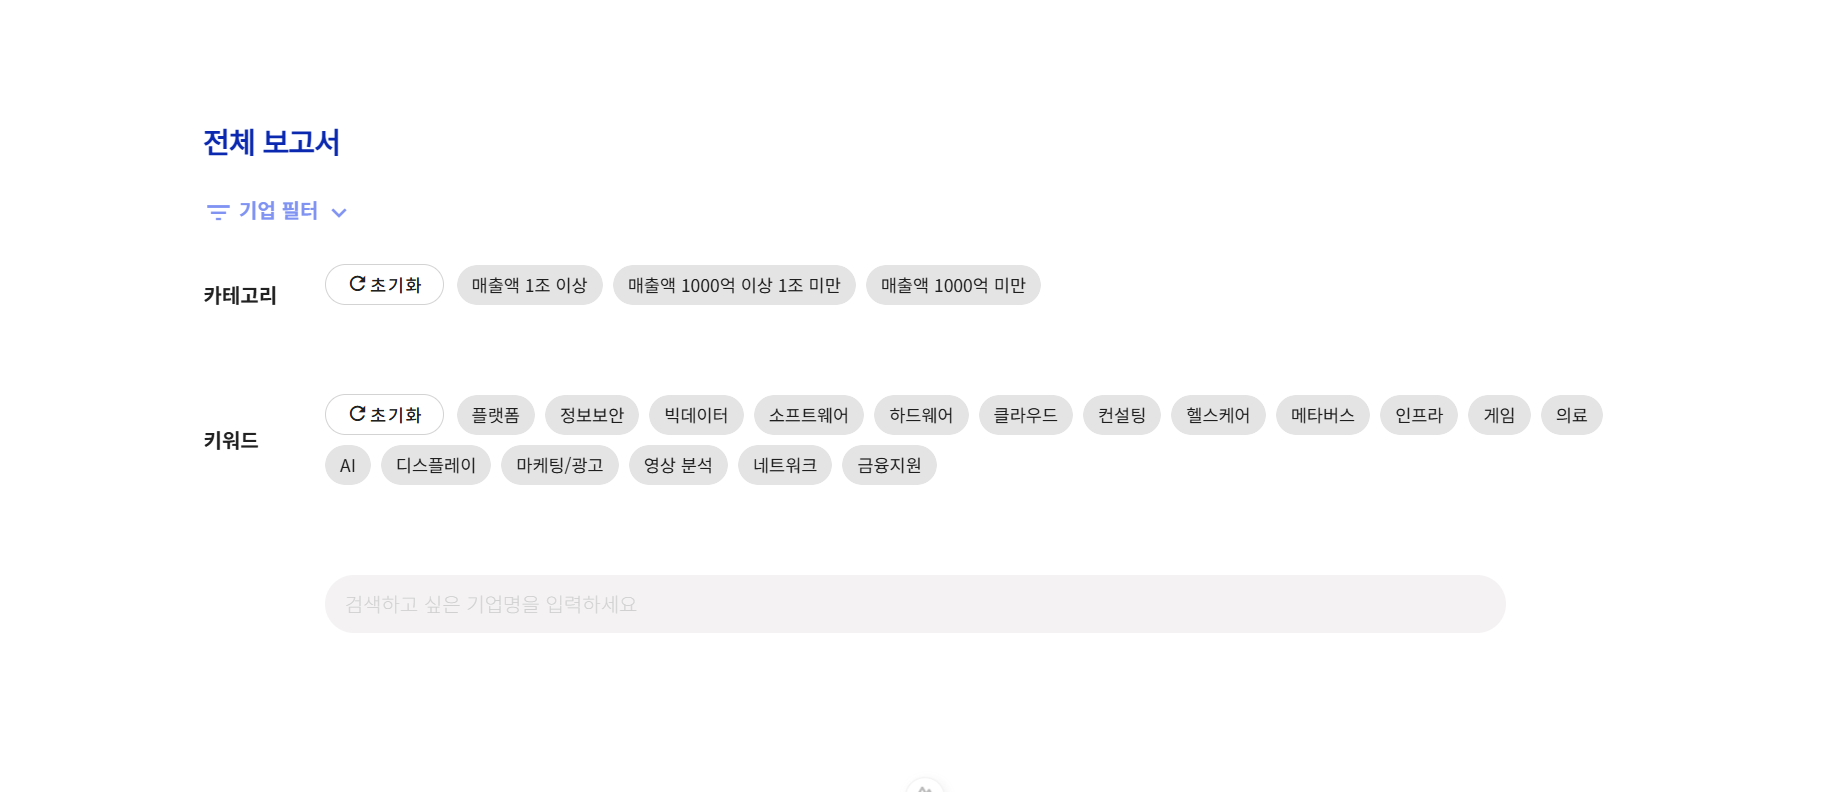 전체 보고서
기업 필터
카테고리
초기화 매출액 1조 이상 매출액 1000억 이상 1조 미만 매출액 1000억 미만
키워드
초기화 플랫폼 정보보안 빅데이터 소프트웨어 하드웨어 클라우드 컨설팅 헬스케어 메타버스 인프라 게임 의료
AI 디스플레이 마케팅/광고 영상 분석 네트워크 금융지원
검색하고 싶은 기업명을 입력하세요